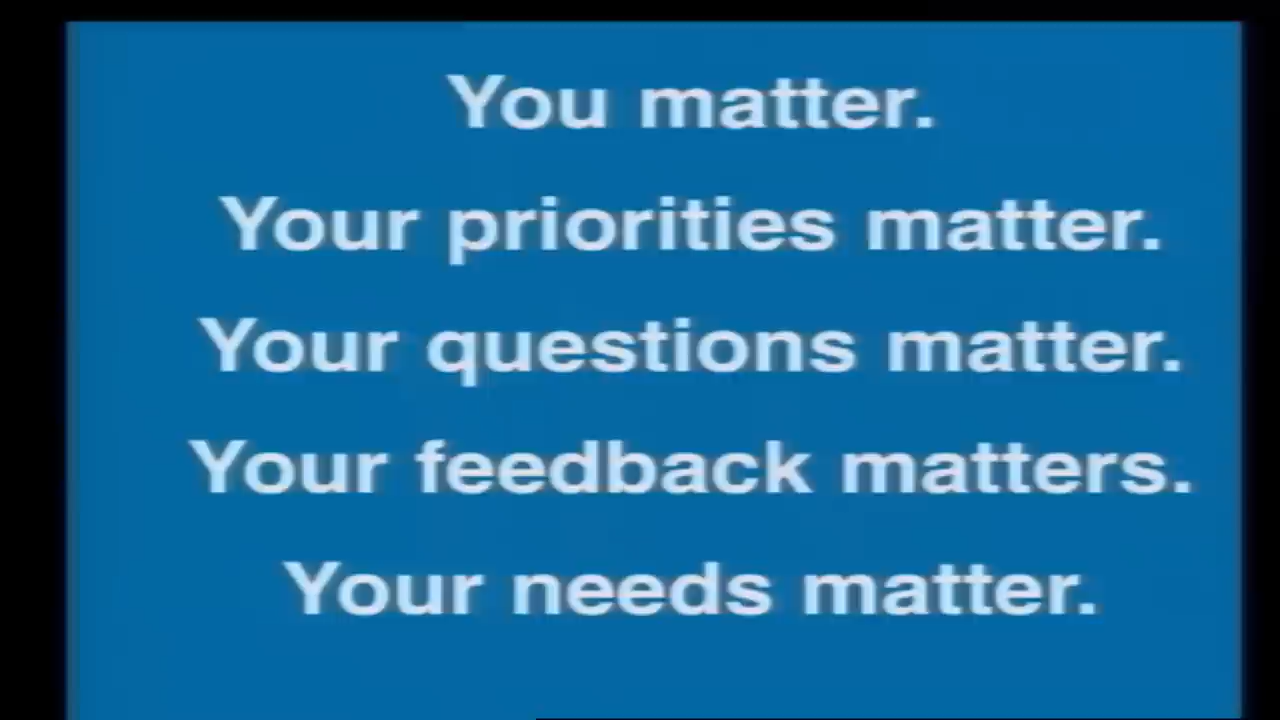 You matter.
Your priorities matter.
Your questions matter.
Your feedback matters.
Your needs matter.